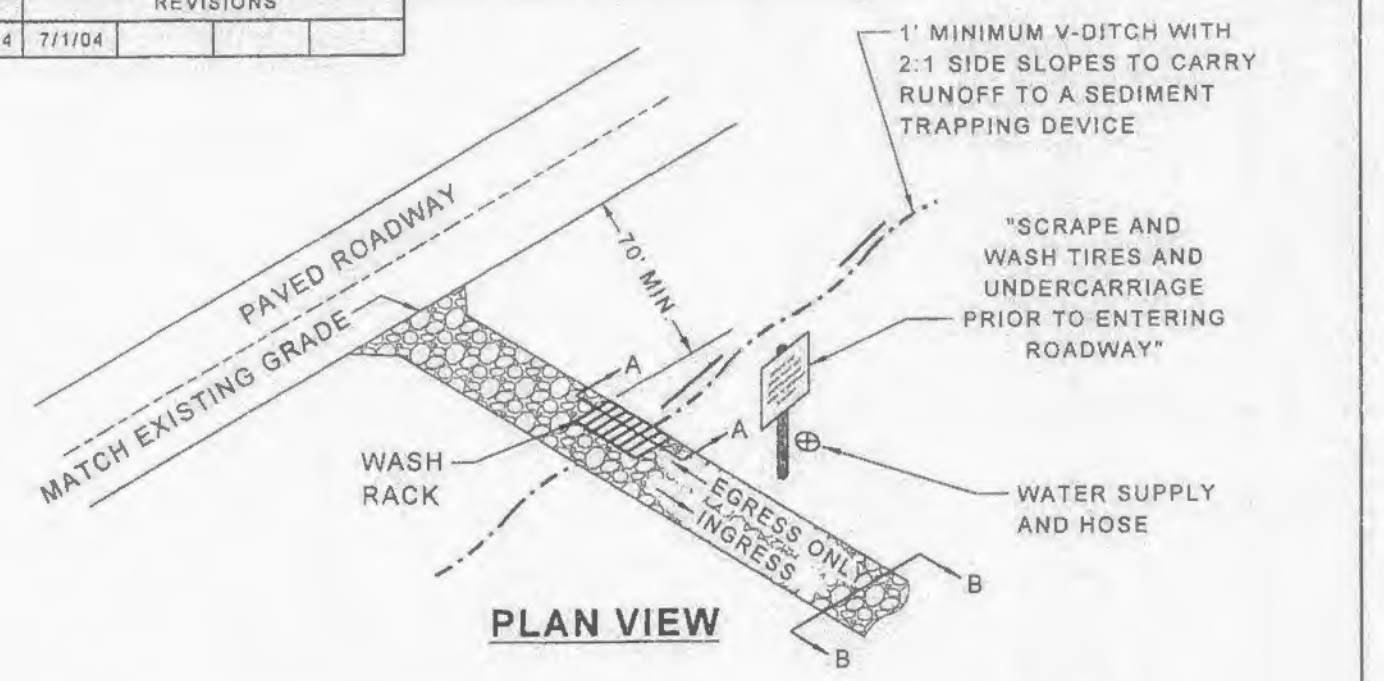 REVISIONS
4 7/1/04
1' MINIMUM V-DITCH WITH
2:1 SIDE SLOPES TO CARRY
RUNOFF TO A SEDIMENT
TRAPPING DEVICE
"SCRAPE AND
WASH TIRES AND
UNDERCARRIAGE
PRIOR TO ENTERING
ROADWAY"
PAVED ROADWAY
MATCH EXISTING GRADE
70' MIN
A
A
WASH
RACK
EGRESS ONLY
INGRESS
WATER SUPPLY
AND HOSE
B
B
PLAN VIEW